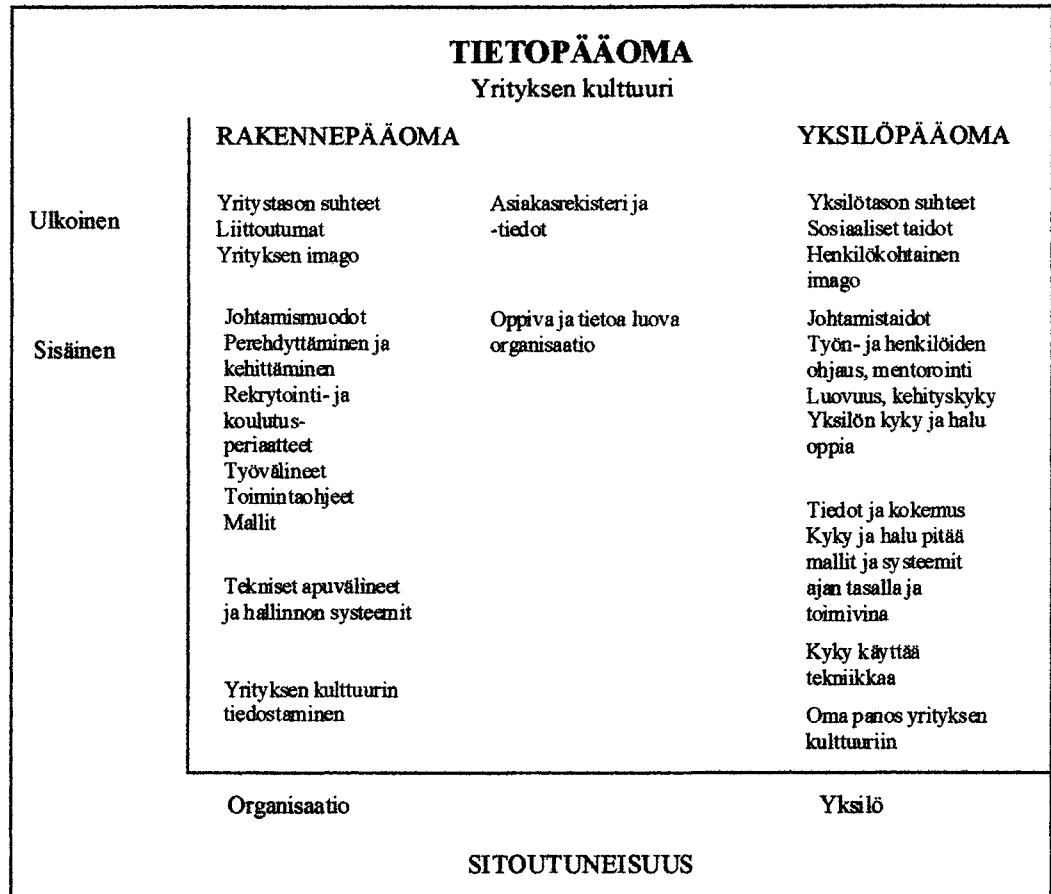 TIETOPÄÄOMA
Yrityksen kulttuuri
RAKENNEPÄÄOMA
YKSILÖPÄÄOMA
Ulkoinen
Yritystason suhteet
Liittoutumat
Yrityksen imago
Asiakasrekisteri ja
-tiedot
Yksilötason suhteet
Sosiaaliset taidot
Henkilökohtainen
imago
Sisäinen
Johtamismuodot
Perehdyttäminen ja
kehittäminen
Rekrytointi- ja
koulutus-
periaatteet
Työvälineet
Toimintaohjeet
Mallit
Oppiva ja tietoa luova
organisaatio
Johtamistaidot
Työn- ja henkilöiden
ohjaus, mentorointi
Luovuus, kehityskyky
Yksilön kyky ja halu
oppia
Tekniset apuvälineet
ja hallinnon systeemit
Tiedot ja kokemus
Kyky ja halu pitää
mallit ja systeemit
ajan tasalla ja
toimivina
Yrityksen kulttuurin
tiedostaminen
Kyky käyttää
tekniikkaa
Oma panos yrityksen
kulttuuriin
Organisaatio
Yksilö
SITOUTUNEISUUS